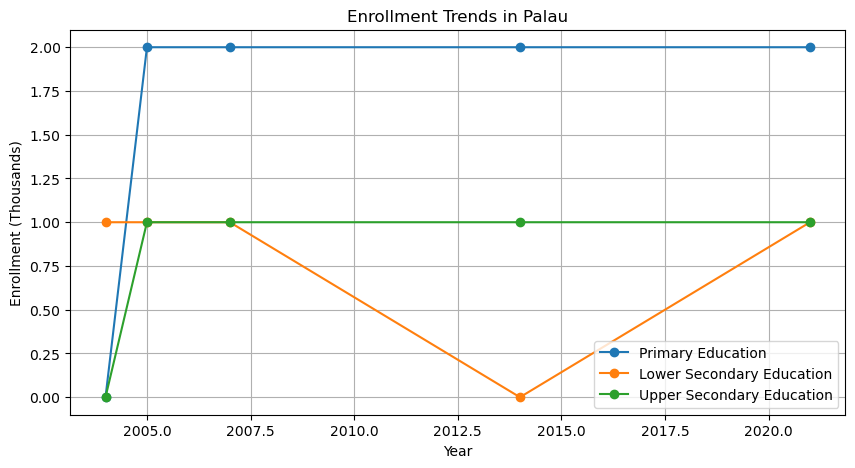 Enrollment Trends in Palau
Enrollment (Thousands)
2.00
1.75
1.50
1.25
1.00
0.75
0.50
0.25
0.00
Primary Education
Lower Secondary Education
Upper Secondary Education
2005.0 2007.5 2010.0 2012.5 2015.0 2017.5 2020.0
Year